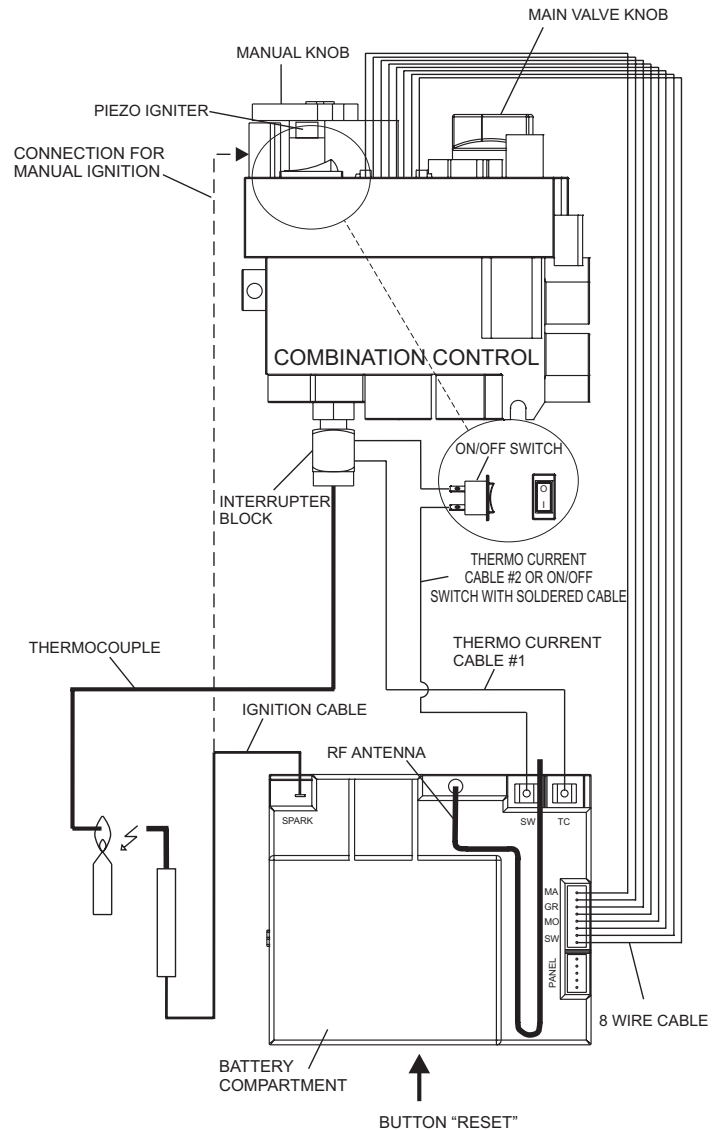 MAIN VALVE KNOB
MANUAL KNOB
PIEZO IGNITER
CONNECTION FOR
MANUAL IGNITION
COMBINATION CONTROL
ON/OFF SWITCH
INTERRUPTER
BLOCK
THERMO CURRENT
CABLE #2 OR ON/OFF
SWITCH WITH SOLDERED CABLE
THERMOCOUPLE
THERMO CURRENT
CABLE #1
IGNITION CABLE
RF ANTENNA
SPARK
SW
TC
MA
GR
MO
SW
PANEL
8 WIRE CABLE
BATTERY
COMPARTMENT
BUTTON “RESET”